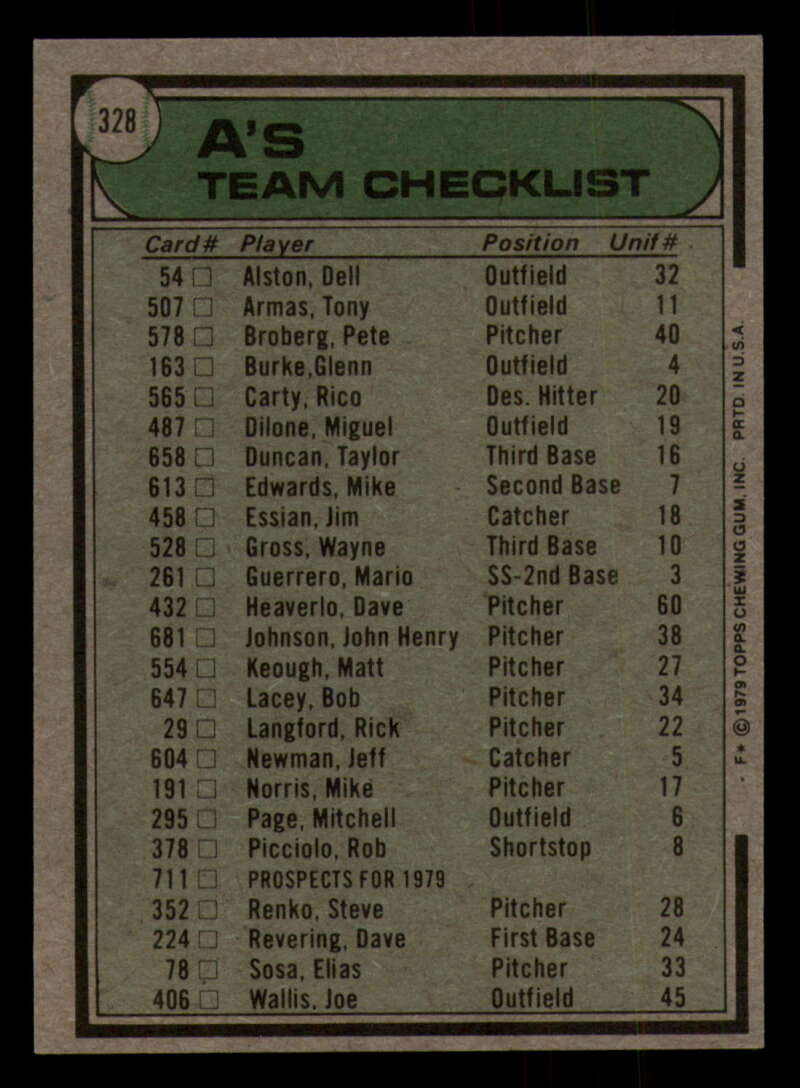 328
A'S
TEAM CHECKLIST
Card# Player Position Unif#
54 Alston, Dell Outfield 32
507 Armas, Tony Outfield 11
578 Broberg, Pete Pitcher 40
163 Burke,Glenn Outfield 4
565 Carty, Rico Des. Hitter 20
487 Dilone, Miguel Outfield 19
658 Duncan, Taylor Third Base 16
613 Edwards, Mike Second Base 7
458 Essian, Jim Catcher 18
528 Gross, Wayne Third Base 10
261 Guerrero, Mario SS-2nd Base 3
432 Heaverlo, Dave Pitcher 60
681 Johnson, John Henry Pitcher 38
554 Keough, Matt Pitcher 27
647 Lacey, Bob Pitcher 34
29 Langford, Rick Pitcher 22
604 Newman, Jeff Catcher 5
191 Norris, Mike Pitcher 17
295 Page, Mitchell Outfield 6
378 Picciolo, Rob Shortstop 8
711 PROSPECTS FOR 1979
352 Renko, Steve Pitcher 28
224 Revering, Dave First Base 24
78 Sosa, Elias Pitcher 33
406 Wallis, Joe Outfield 45
F* © 1979 TOPPS CHEWING GUM, INC. PRTD. IN U.S.A.